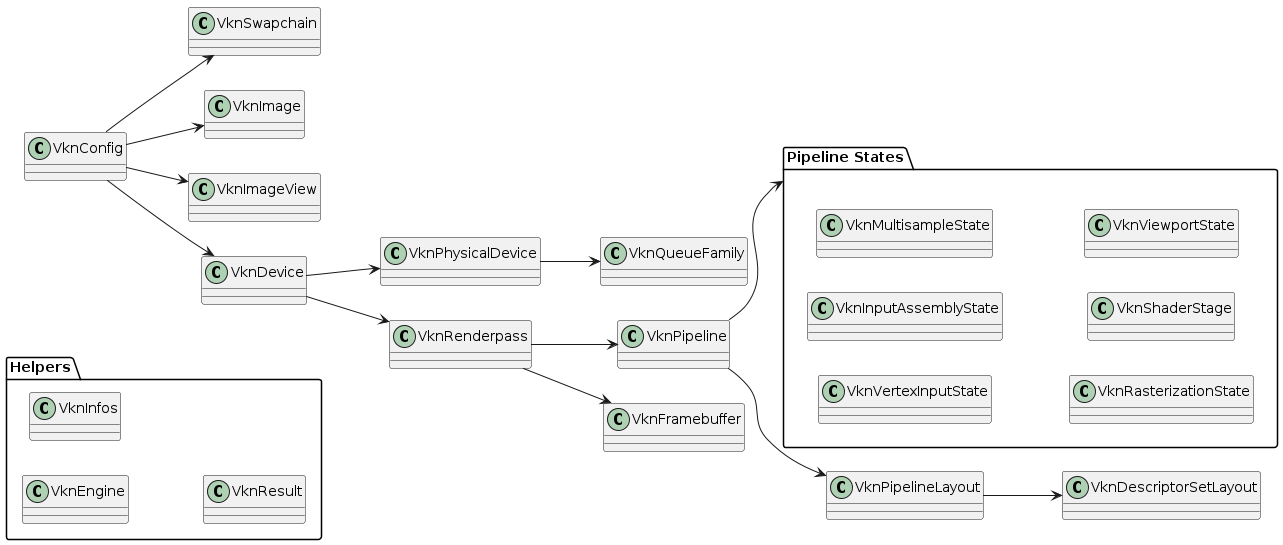 C VknSwapchain
C VknImage
C VknConfig
C VknImageView
C VknDevice
C VknPhysicalDevice
C VknQueueFamily
C VknRenderpass
C VknPipeline
C VknFramebuffer
Pipeline States
C VknMultisampleState
C VknViewportState
C VknInputAssemblyState
C VknShaderStage
C VknVertexInputState
C VknRasterizationState
C VknPipelineLayout
C VknDescriptorSetLayout
Helpers
C VknInfos
C VknEngine
C VknResult